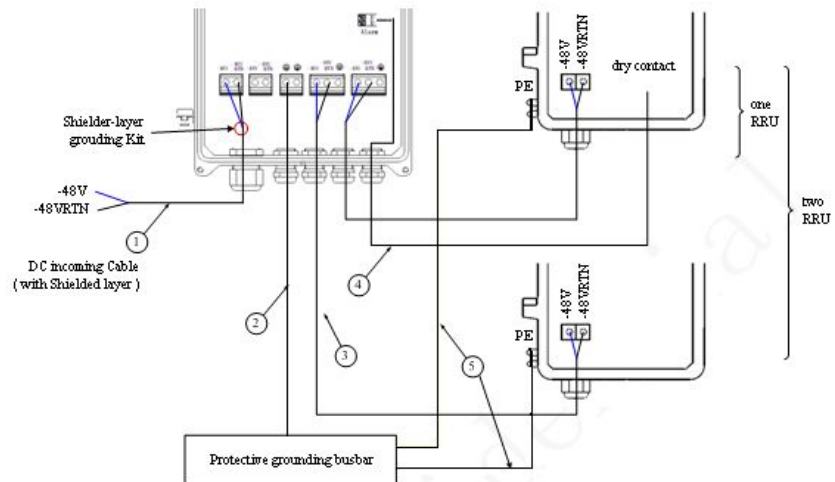 Alarm
-48V
-48VRTN
dry contact
PE
one
RRU
Shielder-layer
grouding Kit
two
RRU
-48V
-48VRTN
1
4
DC incoming Cable
( with Shielded layer )
2
3
-48V
-48VRTN
PE
5
Protective grounding busbar